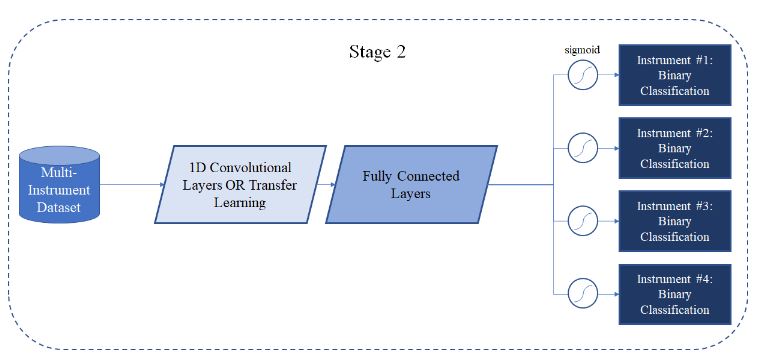 Stage 2
sigmoid
Multi-
Instrument
Dataset
1D Convolutional
Layers OR Transfer
Learning
Fully Connected
Layers
Instrument #1:
Binary
Classification
Instrument #2:
Binary
Classification
Instrument #3:
Binary
Classification
Instrument #4:
Binary
Classification